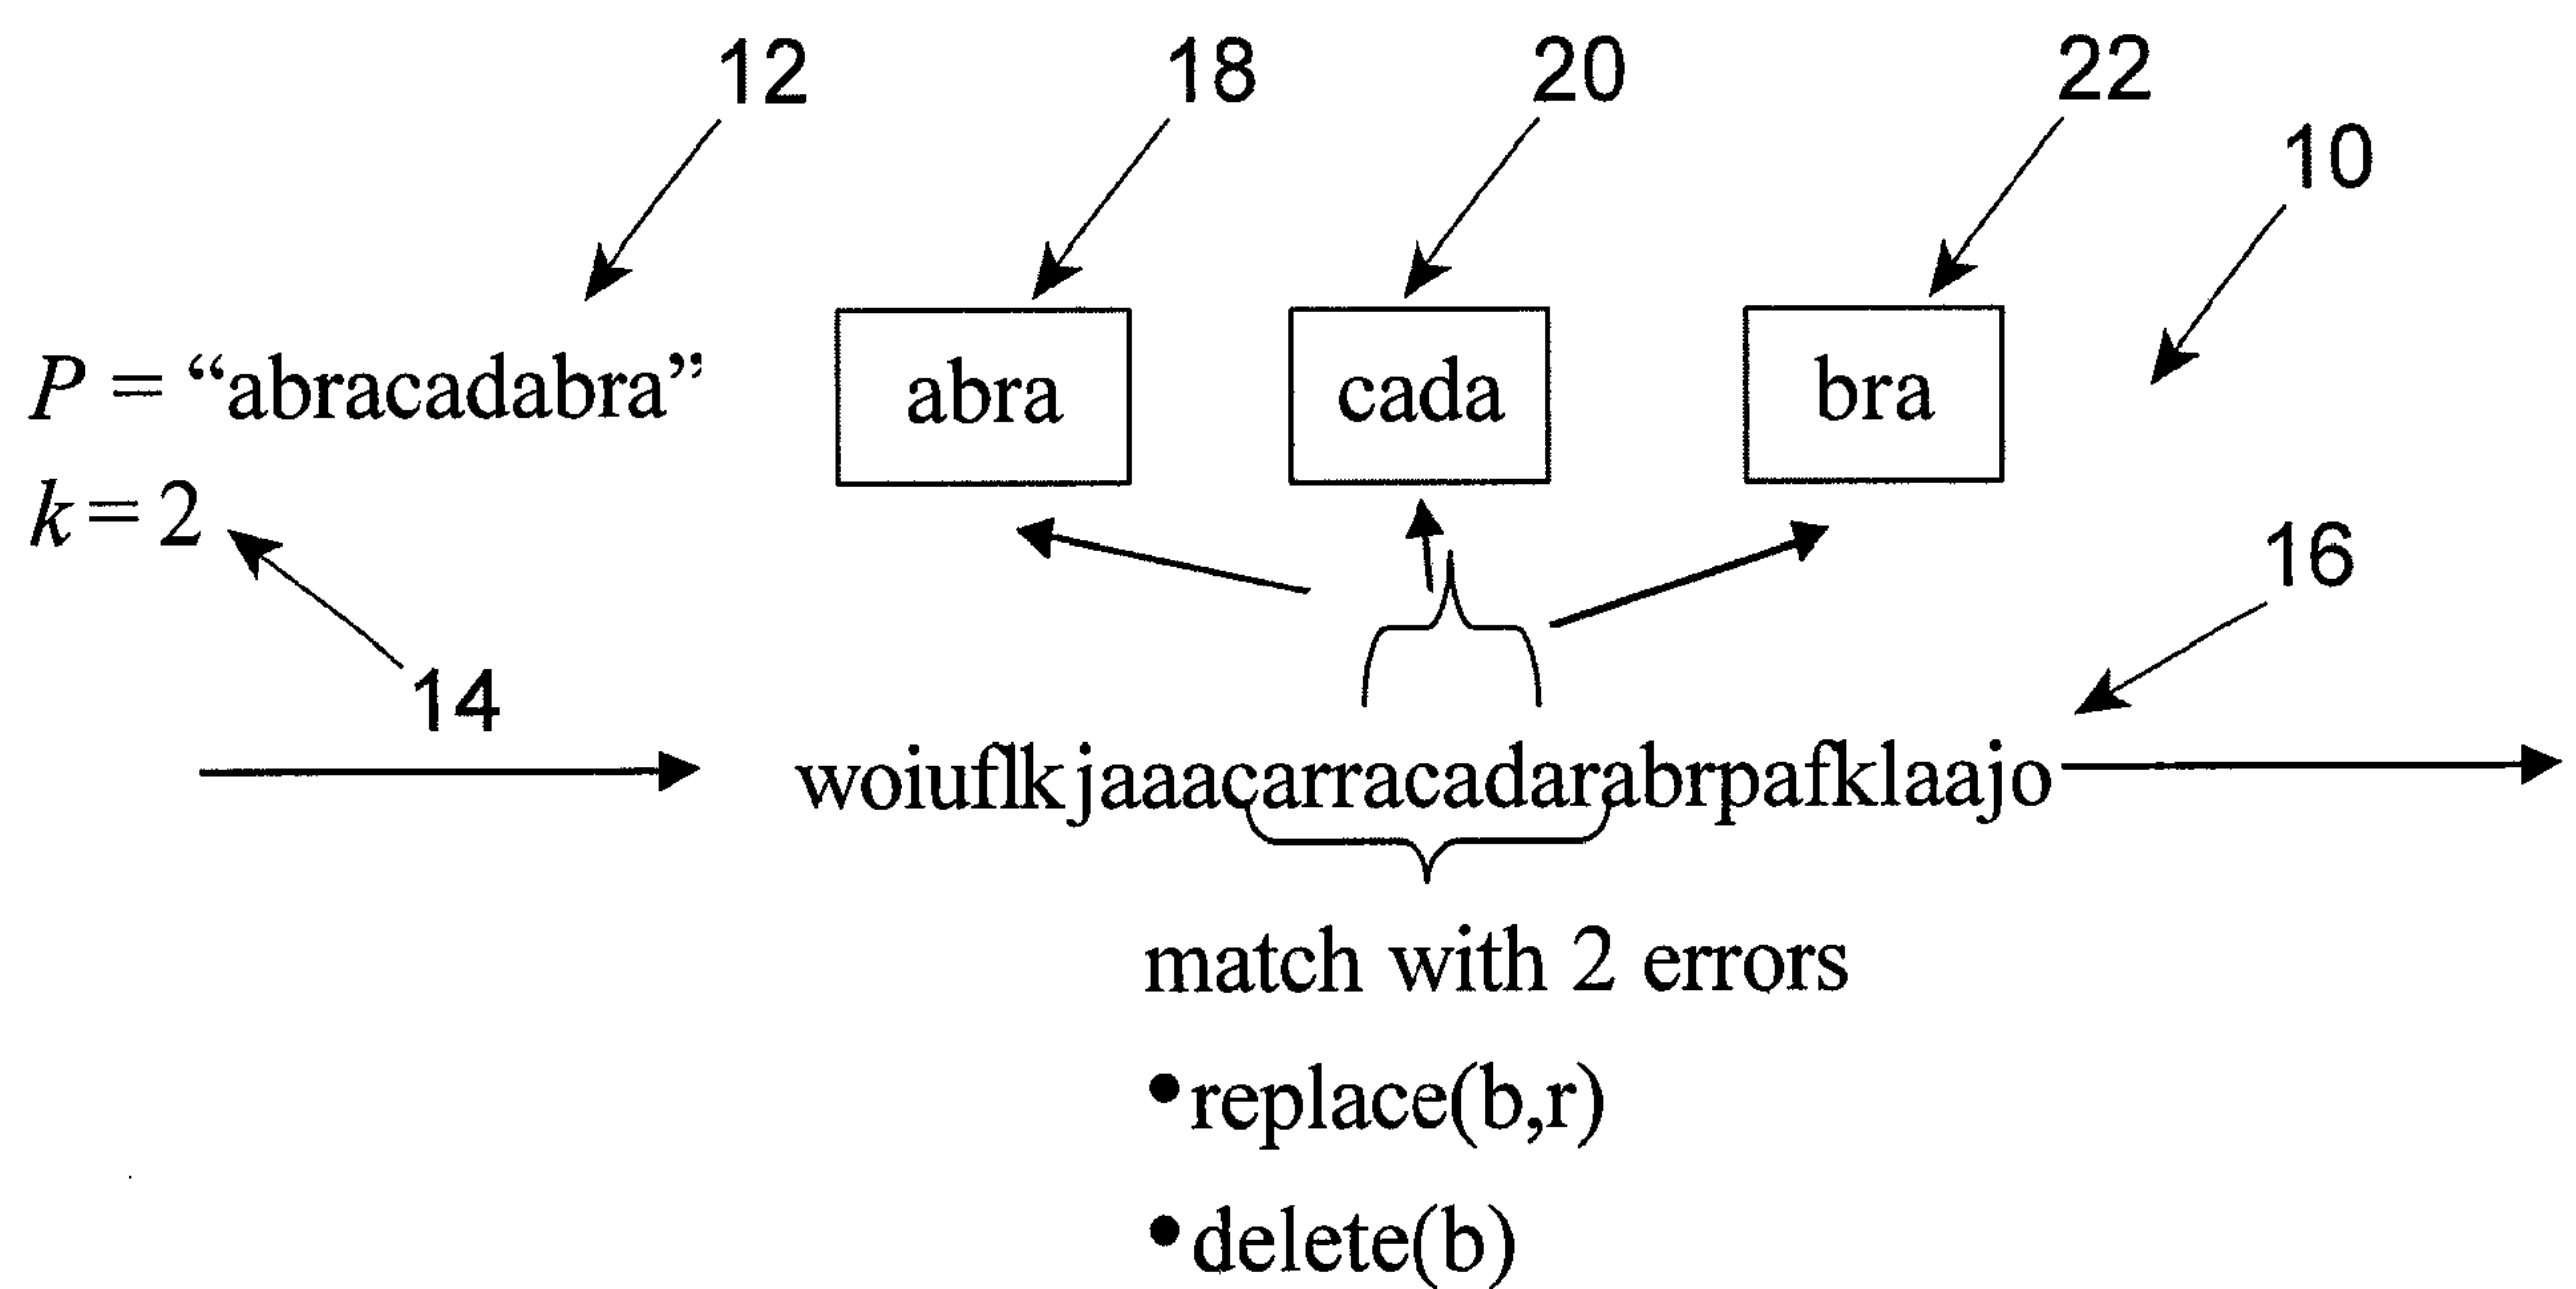 12 18 20 22
10
P = “abracadabra” abra cada bra
k = 2
16
14
woiuflkjaaacarracadarabrpafklaajo
match with 2 errors
•replace(b,r)
•delete(b)